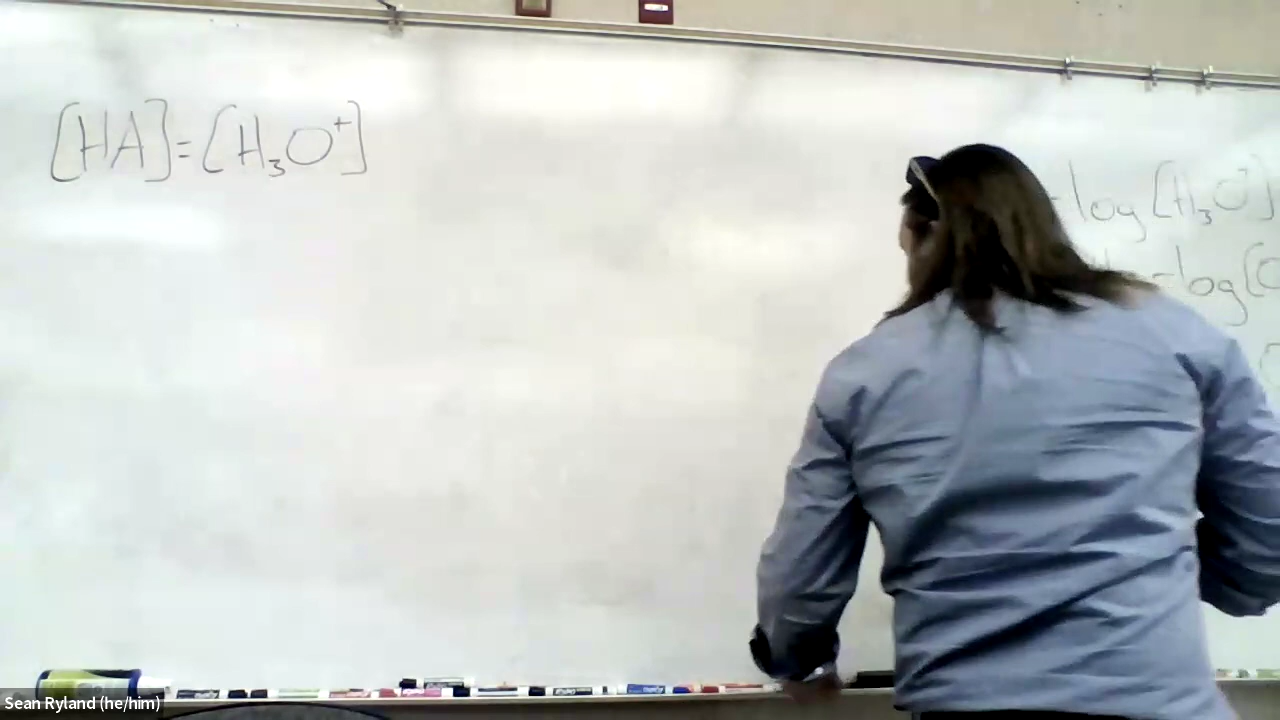 [HA]=[H₃O⁺]
-log[H₃O⁺]
-log[O
Sean Ryland (he/him)